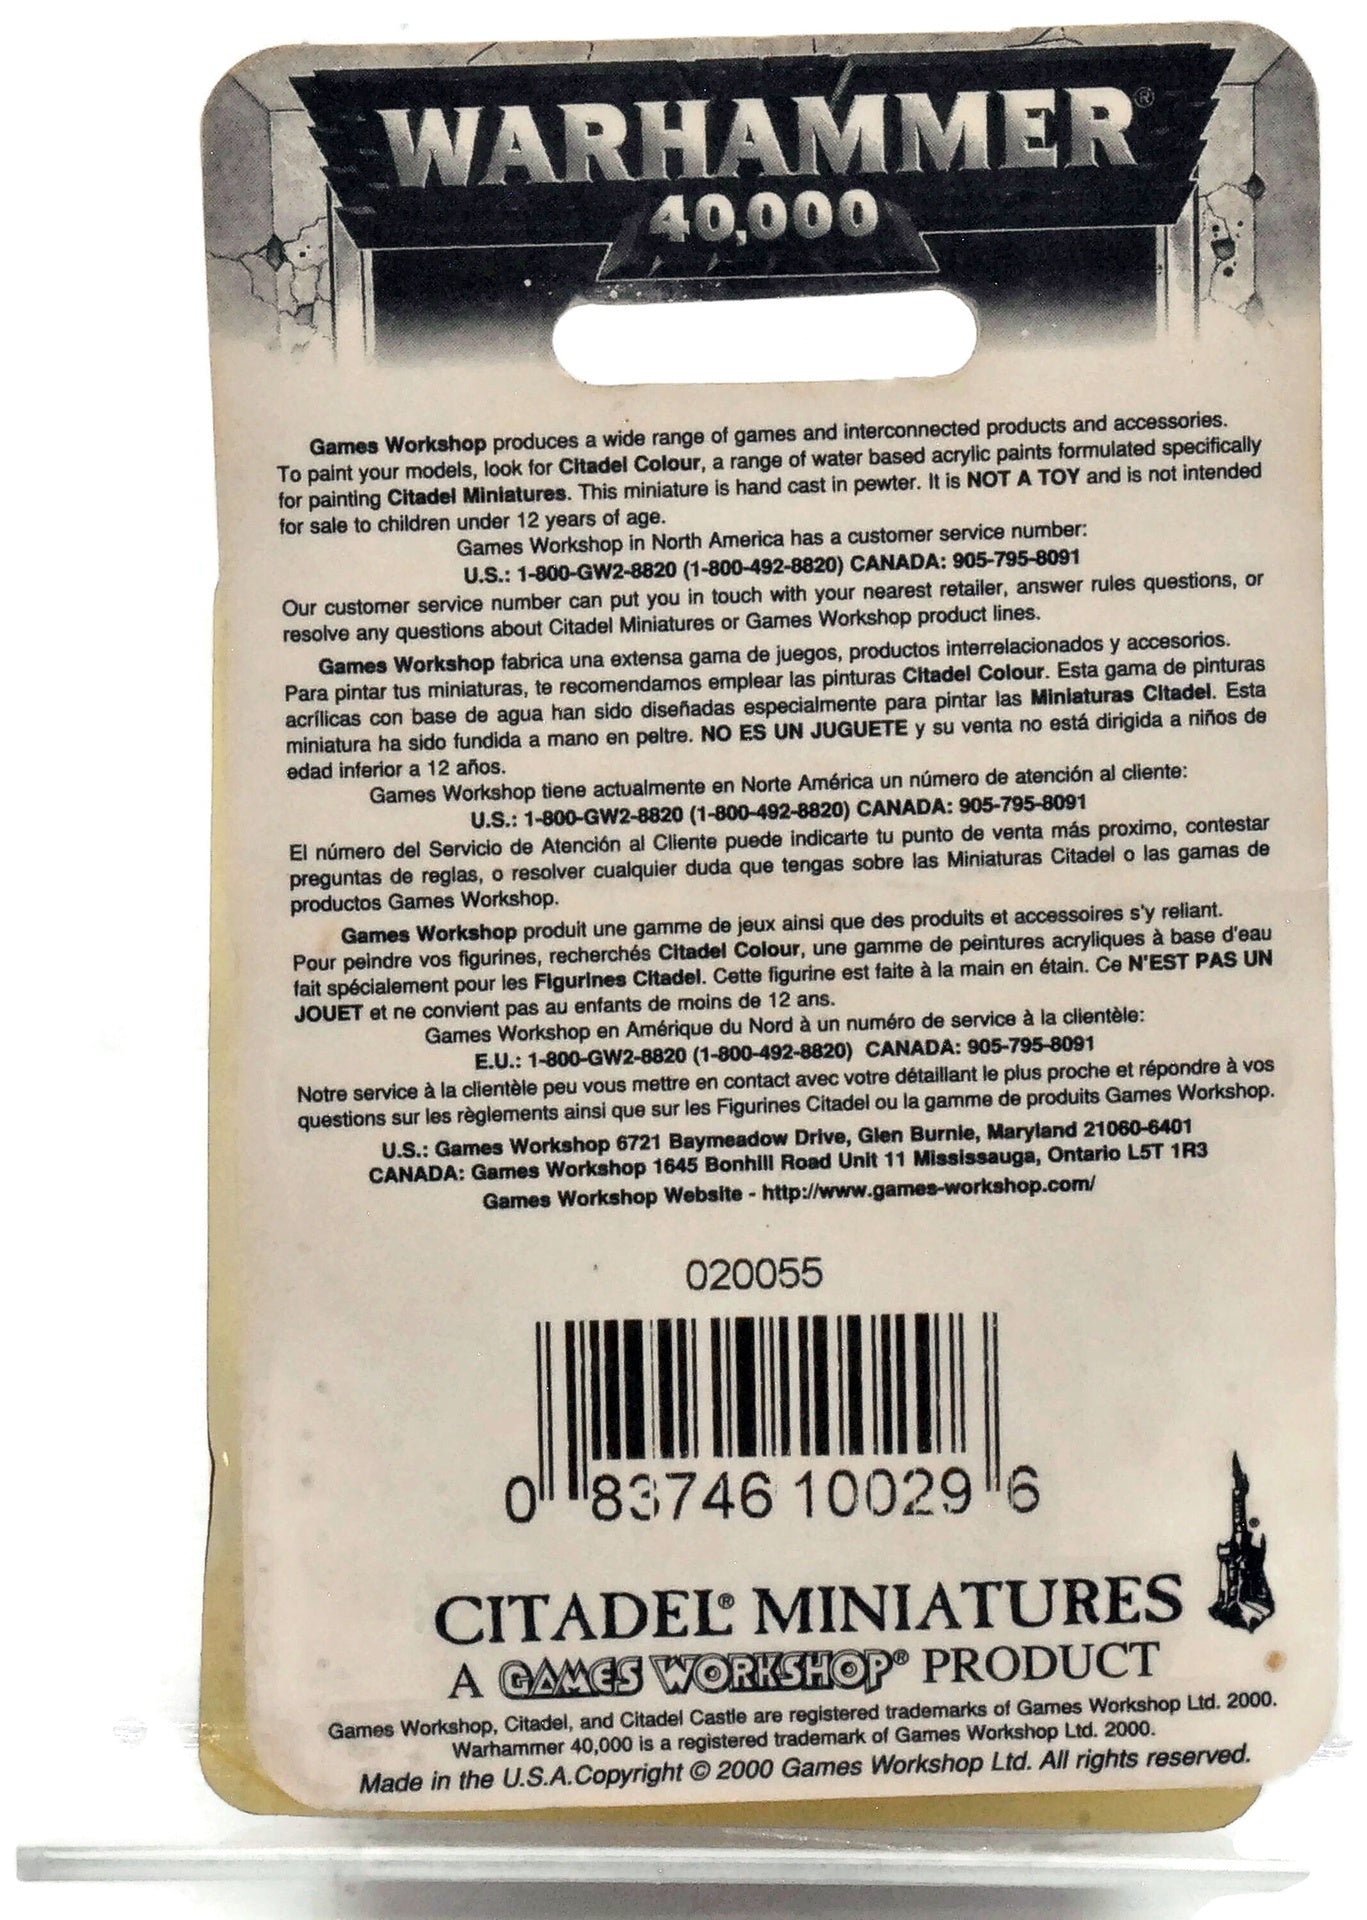 WARHAMMER®
40,000
Games Workshop produces a wide range of games and interconnected products and accessories.
To paint your models, look for Citadel Colour, a range of water based acrylic paints formulated specifically
for painting Citadel Miniatures. This miniature is hand cast in pewter. It is NOT A TOY and is not intended
for sale to children under 12 years of age.
Games Workshop in North America has a customer service number:
U.S.: 1-800-GW2-8820 (1-800-492-8820) CANADA: 905-795-8091
Our customer service number can put you in touch with your nearest retailer, answer rules questions, or
resolve any questions about Citadel Miniatures or Games Workshop product lines.
Games Workshop fabrica una extensa gama de juegos, productos interrelacionados y accesorios.
Para pintar tus miniaturas, te recomendamos emplear las pinturas Citadel Colour. Esta gama de pinturas
acrílicas con base de agua han sido diseñadas especialmente para pintar las Miniaturas Citadel. Esta
miniatura ha sido fundida a mano en peltre. NO ES UN JUGUETE y su venta no está dirigida a niños de
edad inferior a 12 años.
Games Workshop tiene actualmente en Norte América un número de atención al cliente:
U.S.: 1-800-GW2-8820 (1-800-492-8820) CANADA: 905-795-8091
El número del Servicio de Atención al Cliente puede indicarte tu punto de venta más proximo, contestar
preguntas de reglas, o resolver cualquier duda que tengas sobre las Miniaturas Citadel o las gamas de
productos Games Workshop.
Games Workshop produit une gamme de jeux ainsi que des produits et accessoires s'y reliant.
Pour peindre vos figurines, recherchés Citadel Colour, une gamme de peintures acryliques à base d'eau
fait spécialement pour les Figurines Citadel. Cette figurine est faite à la main en étain. Ce N'EST PAS UN
JOUET et ne convient pas au enfants de moins de 12 ans.
Games Workshop en Amérique du Nord à un numéro de service à la clientèle:
E.U.: 1-800-GW2-8820 (1-800-492-8820) CANADA: 905-795-8091
Notre service à la clientèle peu vous mettre en contact avec votre détaillant le plus proche et répondre à vos
questions sur les règlements ainsi que sur les Figurines Citadel ou la gamme de produits Games Workshop.
U.S.: Games Workshop 6721 Baymeadow Drive, Glen Burnie, Maryland 21060-6401
CANADA: Games Workshop 1645 Bonhill Road Unit 11 Mississauga, Ontario L5T 1R3
Games Workshop Website - http://www.games-workshop.com/
020055
0 83746 10029 6
CITADEL® MINIATURES
A GAMES WORKSHOP® PRODUCT
Games Workshop, Citadel, and Citadel Castle are registered trademarks of Games Workshop Ltd. 2000.
Warhammer 40,000 is a registered trademark of Games Workshop Ltd. 2000.
Made in the U.S.A.Copyright © 2000 Games Workshop Ltd. All rights reserved.